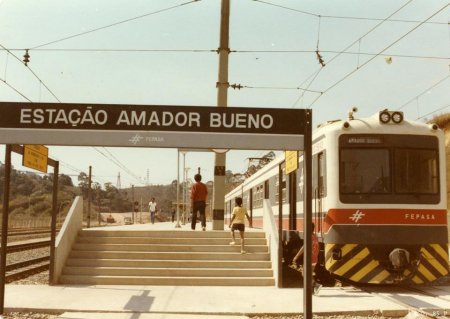 ESTAÇÃO AMADOR BUENO
FEPASA
AMADOR BUENO
FEPASA